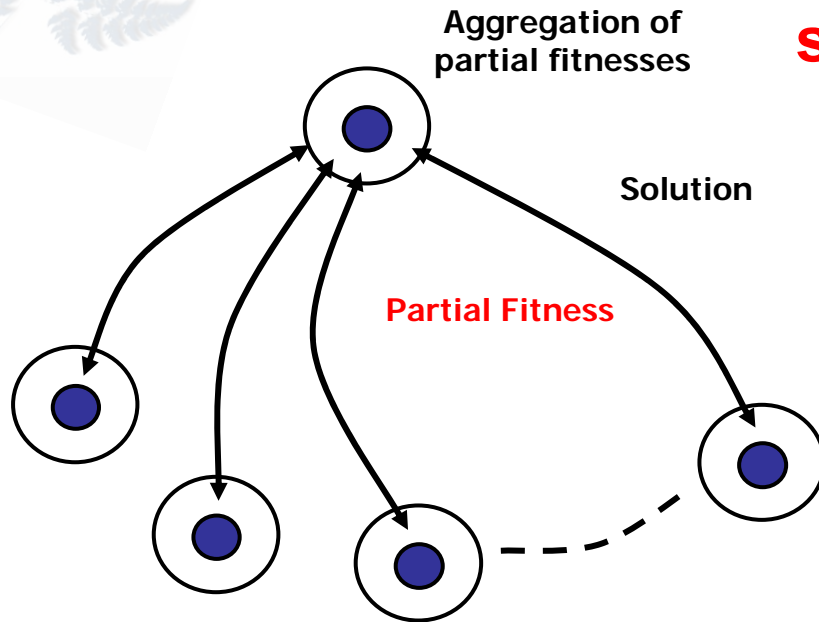 Aggregation of
partial fitnesses
Solution
Partial Fitness